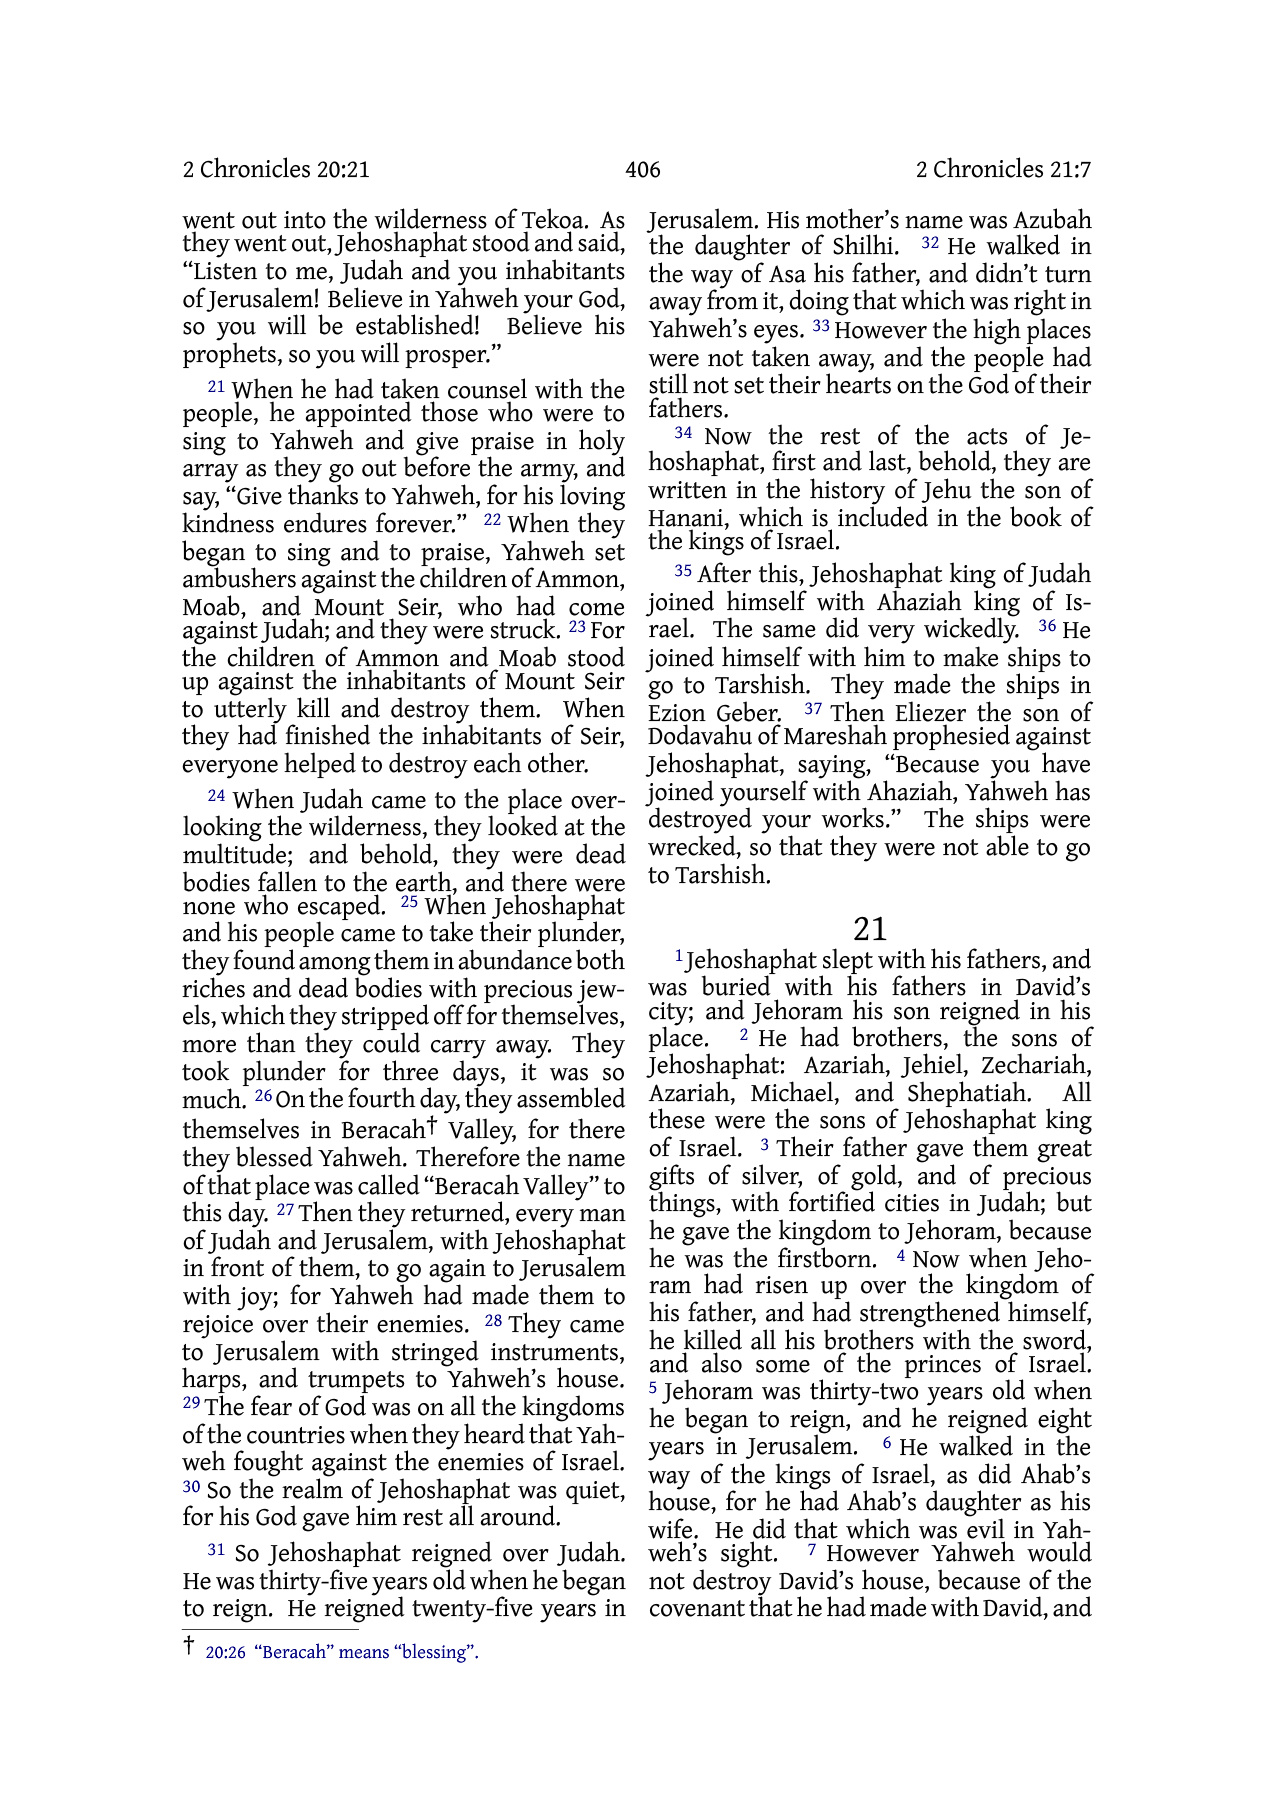 2 Chronicles 20:21 406 2 Chronicles 21:7
went out into the wilderness of Tekoa. As
they went out, Jehoshaphat stood and said,
“Listen to me, Judah and you inhabitants
of Jerusalem! Believe in Yahweh your God,
so you will be established! Believe his
prophets, so you will prosper.”
21 When he had taken counsel with the
people, he appointed those who were to
sing to Yahweh and give praise in holy
array as they go out before the army, and
say, “Give thanks to Yahweh, for his loving
kindness endures forever.” 22 When they
began to sing and to praise, Yahweh set
ambushers against the children of Ammon,
Moab, and Mount Seir, who had come
against Judah; and they were struck. 23 For
the children of Ammon and Moab stood
up against the inhabitants of Mount Seir
to utterly kill and destroy them. When
they had finished the inhabitants of Seir,
everyone helped to destroy each other.
24 When Judah came to the place over-
looking the wilderness, they looked at the
multitude; and behold, they were dead
bodies fallen to the earth, and there were
none who escaped. 25 When Jehoshaphat
and his people came to take their plunder,
they found among them in abundance both
riches and dead bodies with precious jew-
els, which they stripped off for themselves,
more than they could carry away. They
took plunder for three days, it was so
much. 26 On the fourth day, they assembled
themselves in Beracah† Valley, for there
they blessed Yahweh. Therefore the name
of that place was called “Beracah Valley” to
this day. 27 Then they returned, every man
of Judah and Jerusalem, with Jehoshaphat
in front of them, to go again to Jerusalem
with joy; for Yahweh had made them to
rejoice over their enemies. 28 They came
to Jerusalem with stringed instruments,
harps, and trumpets to Yahweh’s house.
29 The fear of God was on all the kingdoms
of the countries when they heard that Yah-
weh fought against the enemies of Israel.
30 So the realm of Jehoshaphat was quiet,
for his God gave him rest all around.
31 So Jehoshaphat reigned over Judah.
He was thirty-five years old when he began
to reign. He reigned twenty-five years in
Jerusalem. His mother’s name was Azubah
the daughter of Shilhi. 32 He walked in
the way of Asa his father, and didn’t turn
away from it, doing that which was right in
Yahweh’s eyes. 33 However the high places
were not taken away, and the people had
still not set their hearts on the God of their
fathers.
34 Now the rest of the acts of Je-
hoshaphat, first and last, behold, they are
written in the history of Jehu the son of
Hanani, which is included in the book of
the kings of Israel.
35 After this, Jehoshaphat king of Judah
joined himself with Ahaziah king of Is-
rael. The same did very wickedly. 36 He
joined himself with him to make ships to
go to Tarshish. They made the ships in
Ezion Geber. 37 Then Eliezer the son of
Dodavahu of Mareshah prophesied against
Jehoshaphat, saying, “Because you have
joined yourself with Ahaziah, Yahweh has
destroyed your works.” The ships were
wrecked, so that they were not able to go
to Tarshish.
21
1 Jehoshaphat slept with his fathers, and
was buried with his fathers in David’s
city; and Jehoram his son reigned in his
place. 2 He had brothers, the sons of
Jehoshaphat: Azariah, Jehiel, Zechariah,
Azariah, Michael, and Shephatiah. All
these were the sons of Jehoshaphat king
of Israel. 3 Their father gave them great
gifts of silver, of gold, and of precious
things, with fortified cities in Judah; but
he gave the kingdom to Jehoram, because
he was the firstborn. 4 Now when Jeho-
ram had risen up over the kingdom of
his father, and had strengthened himself,
he killed all his brothers with the sword,
and also some of the princes of Israel.
5 Jehoram was thirty-two years old when
he began to reign, and he reigned eight
years in Jerusalem. 6 He walked in the
way of the kings of Israel, as did Ahab’s
house, for he had Ahab’s daughter as his
wife. He did that which was evil in Yah-
weh’s sight. 7 However Yahweh would
not destroy David’s house, because of the
covenant that he had made with David, and
† 20:26 “Beracah” means “blessing”.